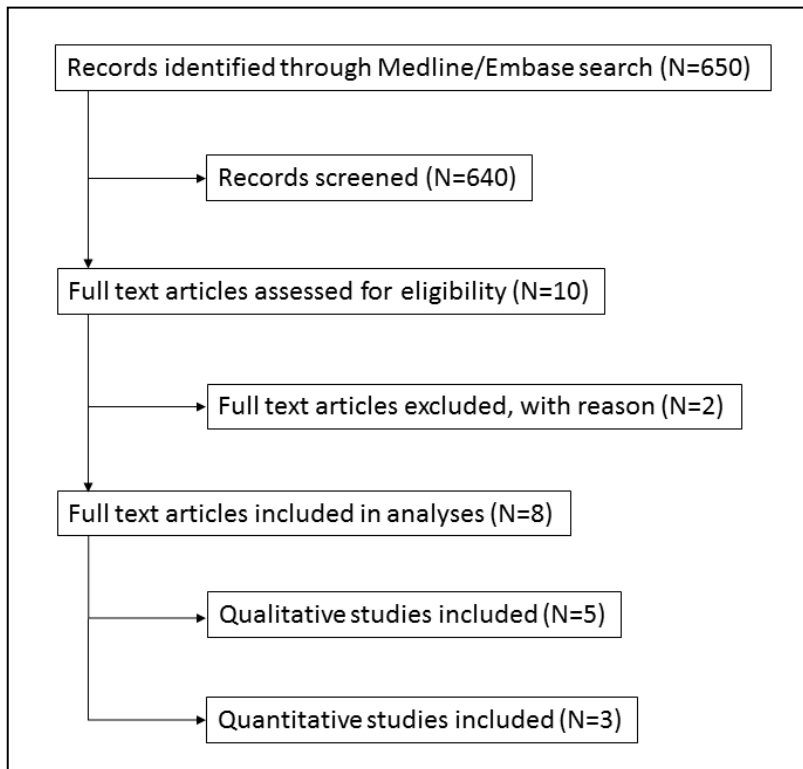 Records identified through Medline/Embase search (N=650)
Records screened (N=640)
Full text articles assessed for eligibility (N=10)
Full text articles excluded, with reason (N=2)
Full text articles included in analyses (N=8)
Qualitative studies included (N=5)
Quantitative studies included (N=3)